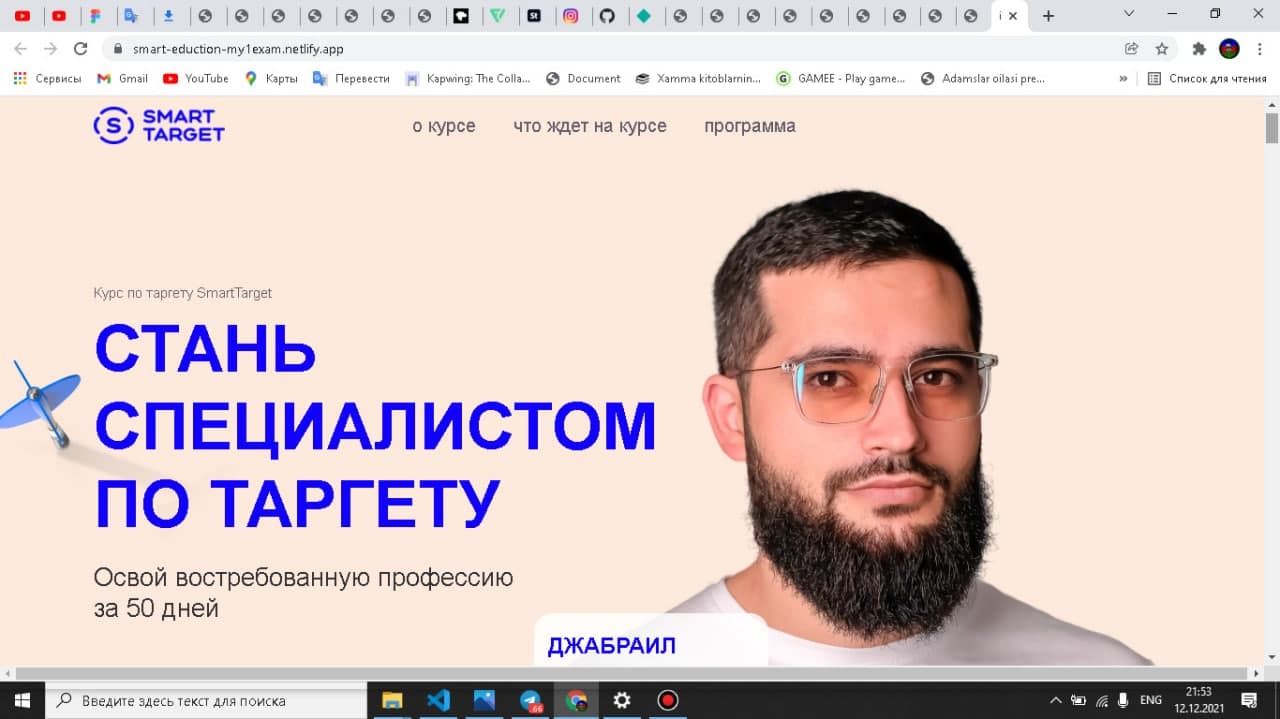 i
smart-eduction-my1exam.netlify.app
Сервисы Gmail YouTube Карты Перевести Kapwing: The Colla... Document Xamma kitoblarnin... GAMEE - Play game... Adamslar oilasi pre... » Список для чтения
SMART
TARGET
о курсе что ждет на курсе программа
Курс по таргету SmartTarget
СТАНЬ
СПЕЦИАЛИСТОМ
ПО ТАРГЕТУ
Освой востребованную профессию
за 50 дней
ДЖАБРАИЛ
Введите здесь текст для поиска
66
ENG
21:53
12.12.2021